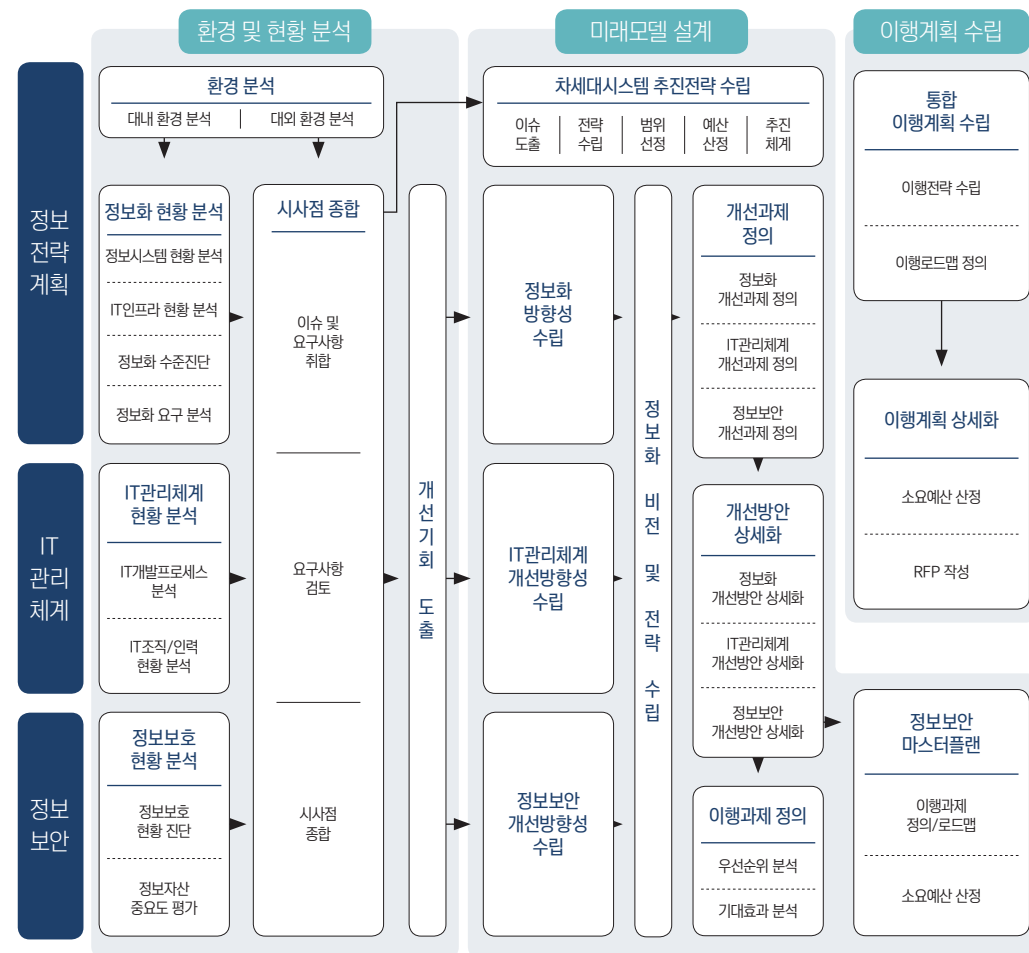 환경 및 현황 분석
미래모델 설계
이행계획 수립
정보
전략
계획
IT
관리
체계
정보
보안
환경 분석
대내 환경 분석
대외 환경 분석
정보화 현황 분석
정보시스템 현황 분석
IT인프라 현황 분석
정보화 수준진단
정보화 요구 분석
IT관리체계
현황 분석
IT개발프로세스
분석
IT조직/인력
현황 분석
정보보호
현황 분석
정보보호
현황 진단
정보자산
중요도 평가
시사점 종합
이슈 및
요구사항
취합
요구사항
검토
시사점
종합
개선기회 도출
차세대시스템 추진전략 수립
이슈
도출
전략
수립
범위
선정
예산
산정
추진
체계
정보화
방향성
수립
IT관리체계
개선방향성
수립
정보보안
개선방향성
수립
정보화 비전 및 전략 수립
개선과제
정의
정보화
개선과제 정의
IT관리체계
개선과제 정의
정보보안
개선과제 정의
개선방안
상세화
정보화
개선방안 상세화
IT관리체계
개선방안 상세화
정보보안
개선방안 상세화
이행과제 정의
우선순위 분석
기대효과 분석
통합
이행계획 수립
이행전략 수립
이행로드맵 정의
이행계획 상세화
소요예산 산정
RFP 작성
정보보안
마스터플랜
이행과제
정의/로드맵
소요예산 산정